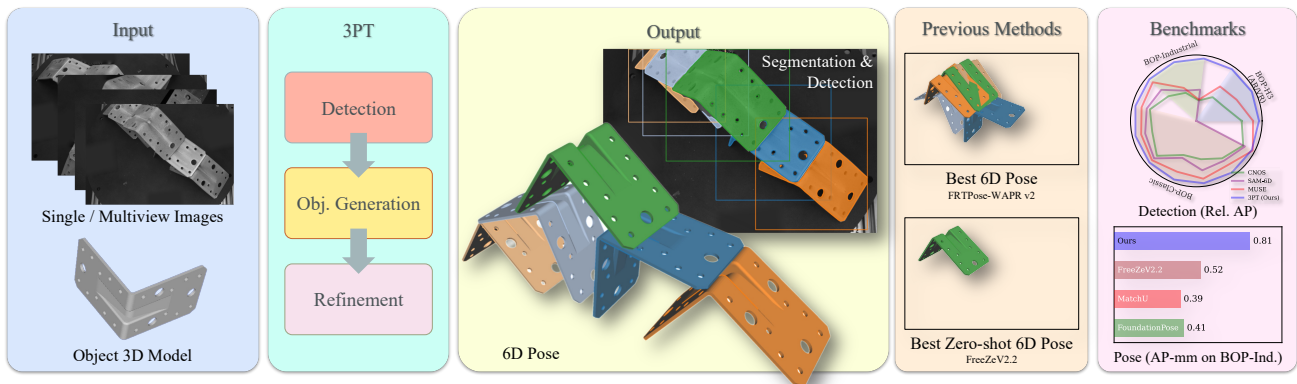 Input
Single / Multiview Images
Object 3D Model
3PT
Detection
Obj. Generation
Refinement
Output
Segmentation &
Detection
6D Pose
Previous Methods
Best 6D Pose
FRTPose-WAPR v2
Best Zero-shot 6D Pose
FreeZeV2.2
Benchmarks
BOP-Industrial
BOP-H3
(AP/AR)
BOP-Classic
CNOS
SAM-6D
MUSE
3PT (Ours)
Detection (Rel. AP)
Ours 0.81
FreeZeV2.2 0.52
MatchU 0.39
FoundationPose 0.41
Pose (AP-mm on BOP-Ind.)